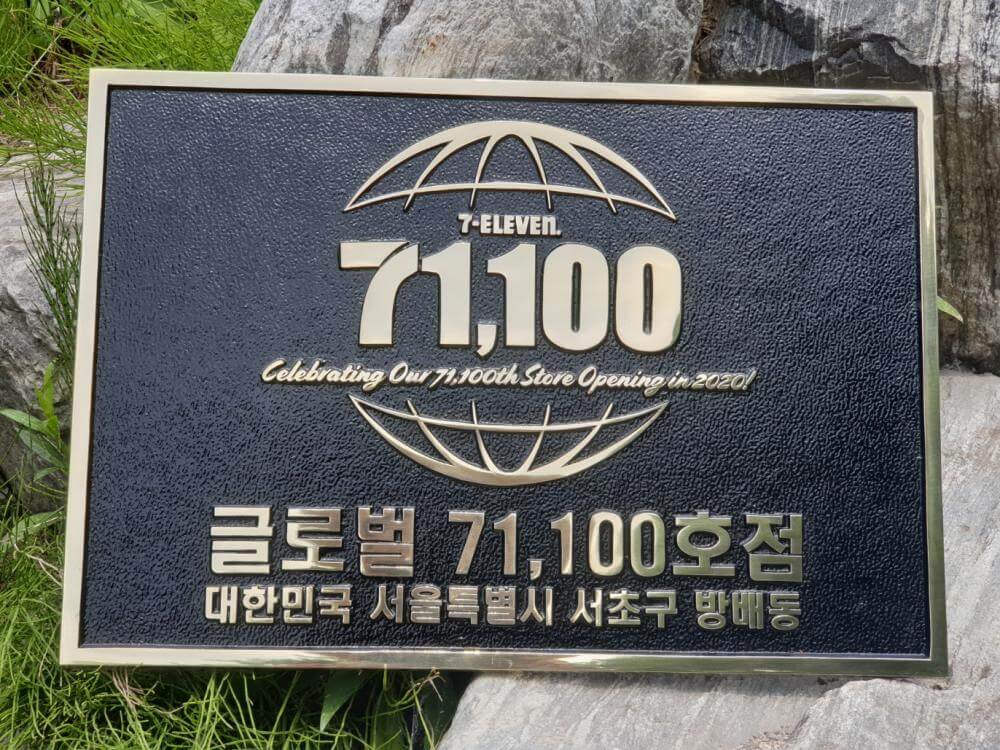 7-ELEVEn.
71,100
Celebrating Our 71,100th Store Opening in 2020!
글로벌 71,100호점
대한민국 서울특별시 서초구 방배동